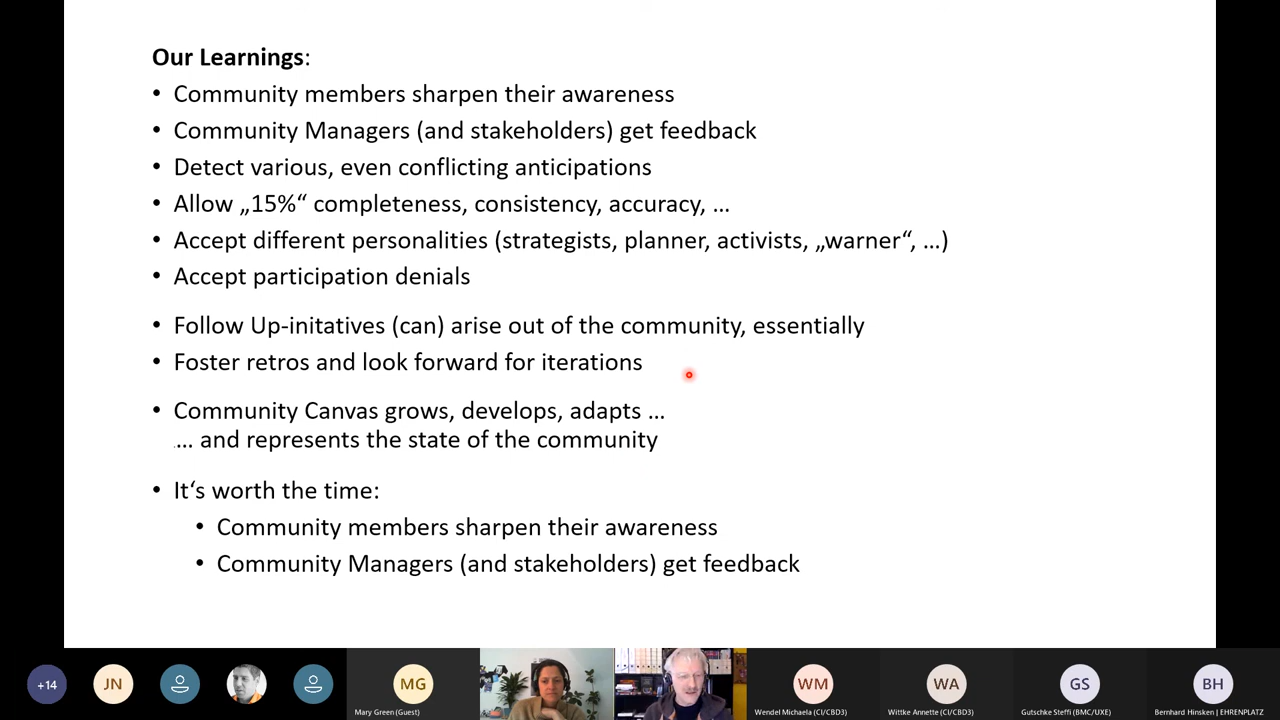 Our Learnings:
• Community members sharpen their awareness
• Community Managers (and stakeholders) get feedback
• Detect various, even conflicting anticipations
• Allow „15%“ completeness, consistency, accuracy, ...
• Accept different personalities (strategists, planner, activists, „warner“, ...)
• Accept participation denials
• Follow Up-initatives (can) arise out of the community, essentially
• Foster retros and look forward for iterations
• Community Canvas grows, develops, adapts ...
... and represents the state of the community
• It‘s worth the time:
• Community members sharpen their awareness
• Community Managers (and stakeholders) get feedback
+14
JN
MG
WM
WA
GS
BH
Mary Green (Guest)
Wendel Michaela (CI/CBD3)
Wittke Annette (CI/CBD3)
Gutschke Steffi (BMC/UXE)
Bernhard Hinsken | EHRENPLATZ